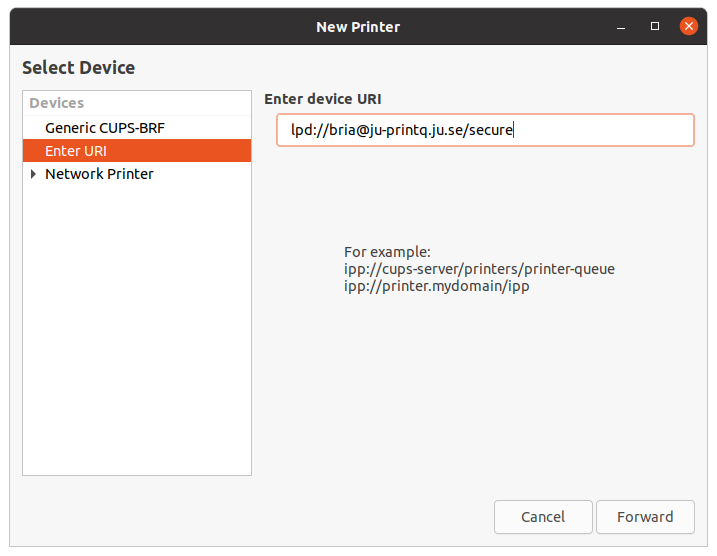 New Printer
Select Device
Devices
Generic CUPS-BRF
Enter URI
Network Printer
Enter device URI
lpd://bria@ju-printq.ju.se/secure
For example:
ipp://cups-server/printers/printer-queue
ipp://printer.mydomain/ipp
Cancel
Forward